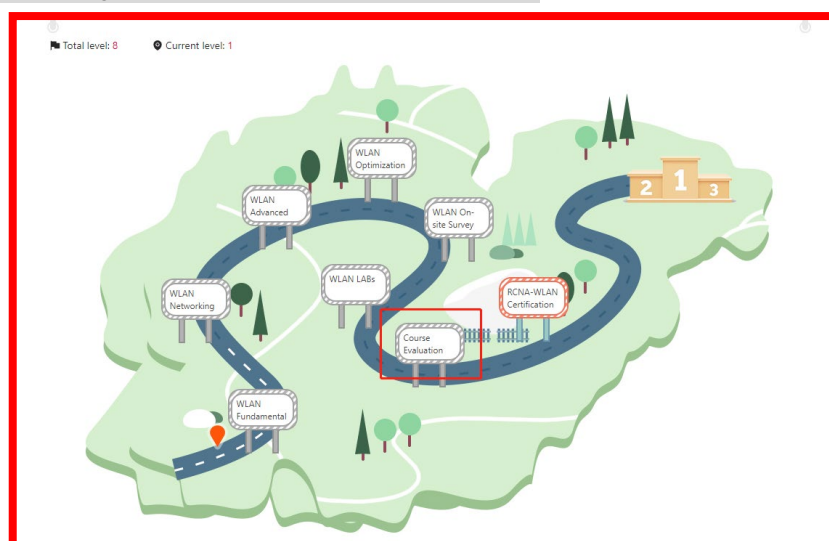 Total level: 8
Current level: 1
WLAN
Optimization
WLAN
Advanced
WLAN On-
site Survey
WLAN LABs
RCNA-WLAN
Certification
WLAN
Networking
Course
Evaluation
WLAN
Fundamental
2
1
3